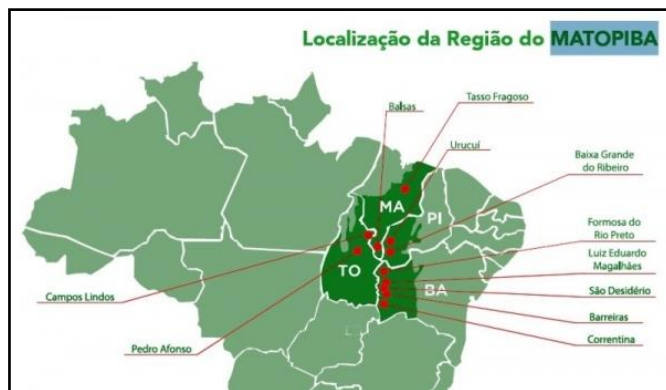 Localização da Região do MATOPIBA
Tasso Fragoso
Balsas
Urucuí
Baixa Grande
do Ribeiro
MA
PI
Formosa do
Rio Preto
Luiz Eduardo
Magalhães
TO
BA
São Desidério
Campos Lindos
Barreiras
Pedro Afonso
Correntina